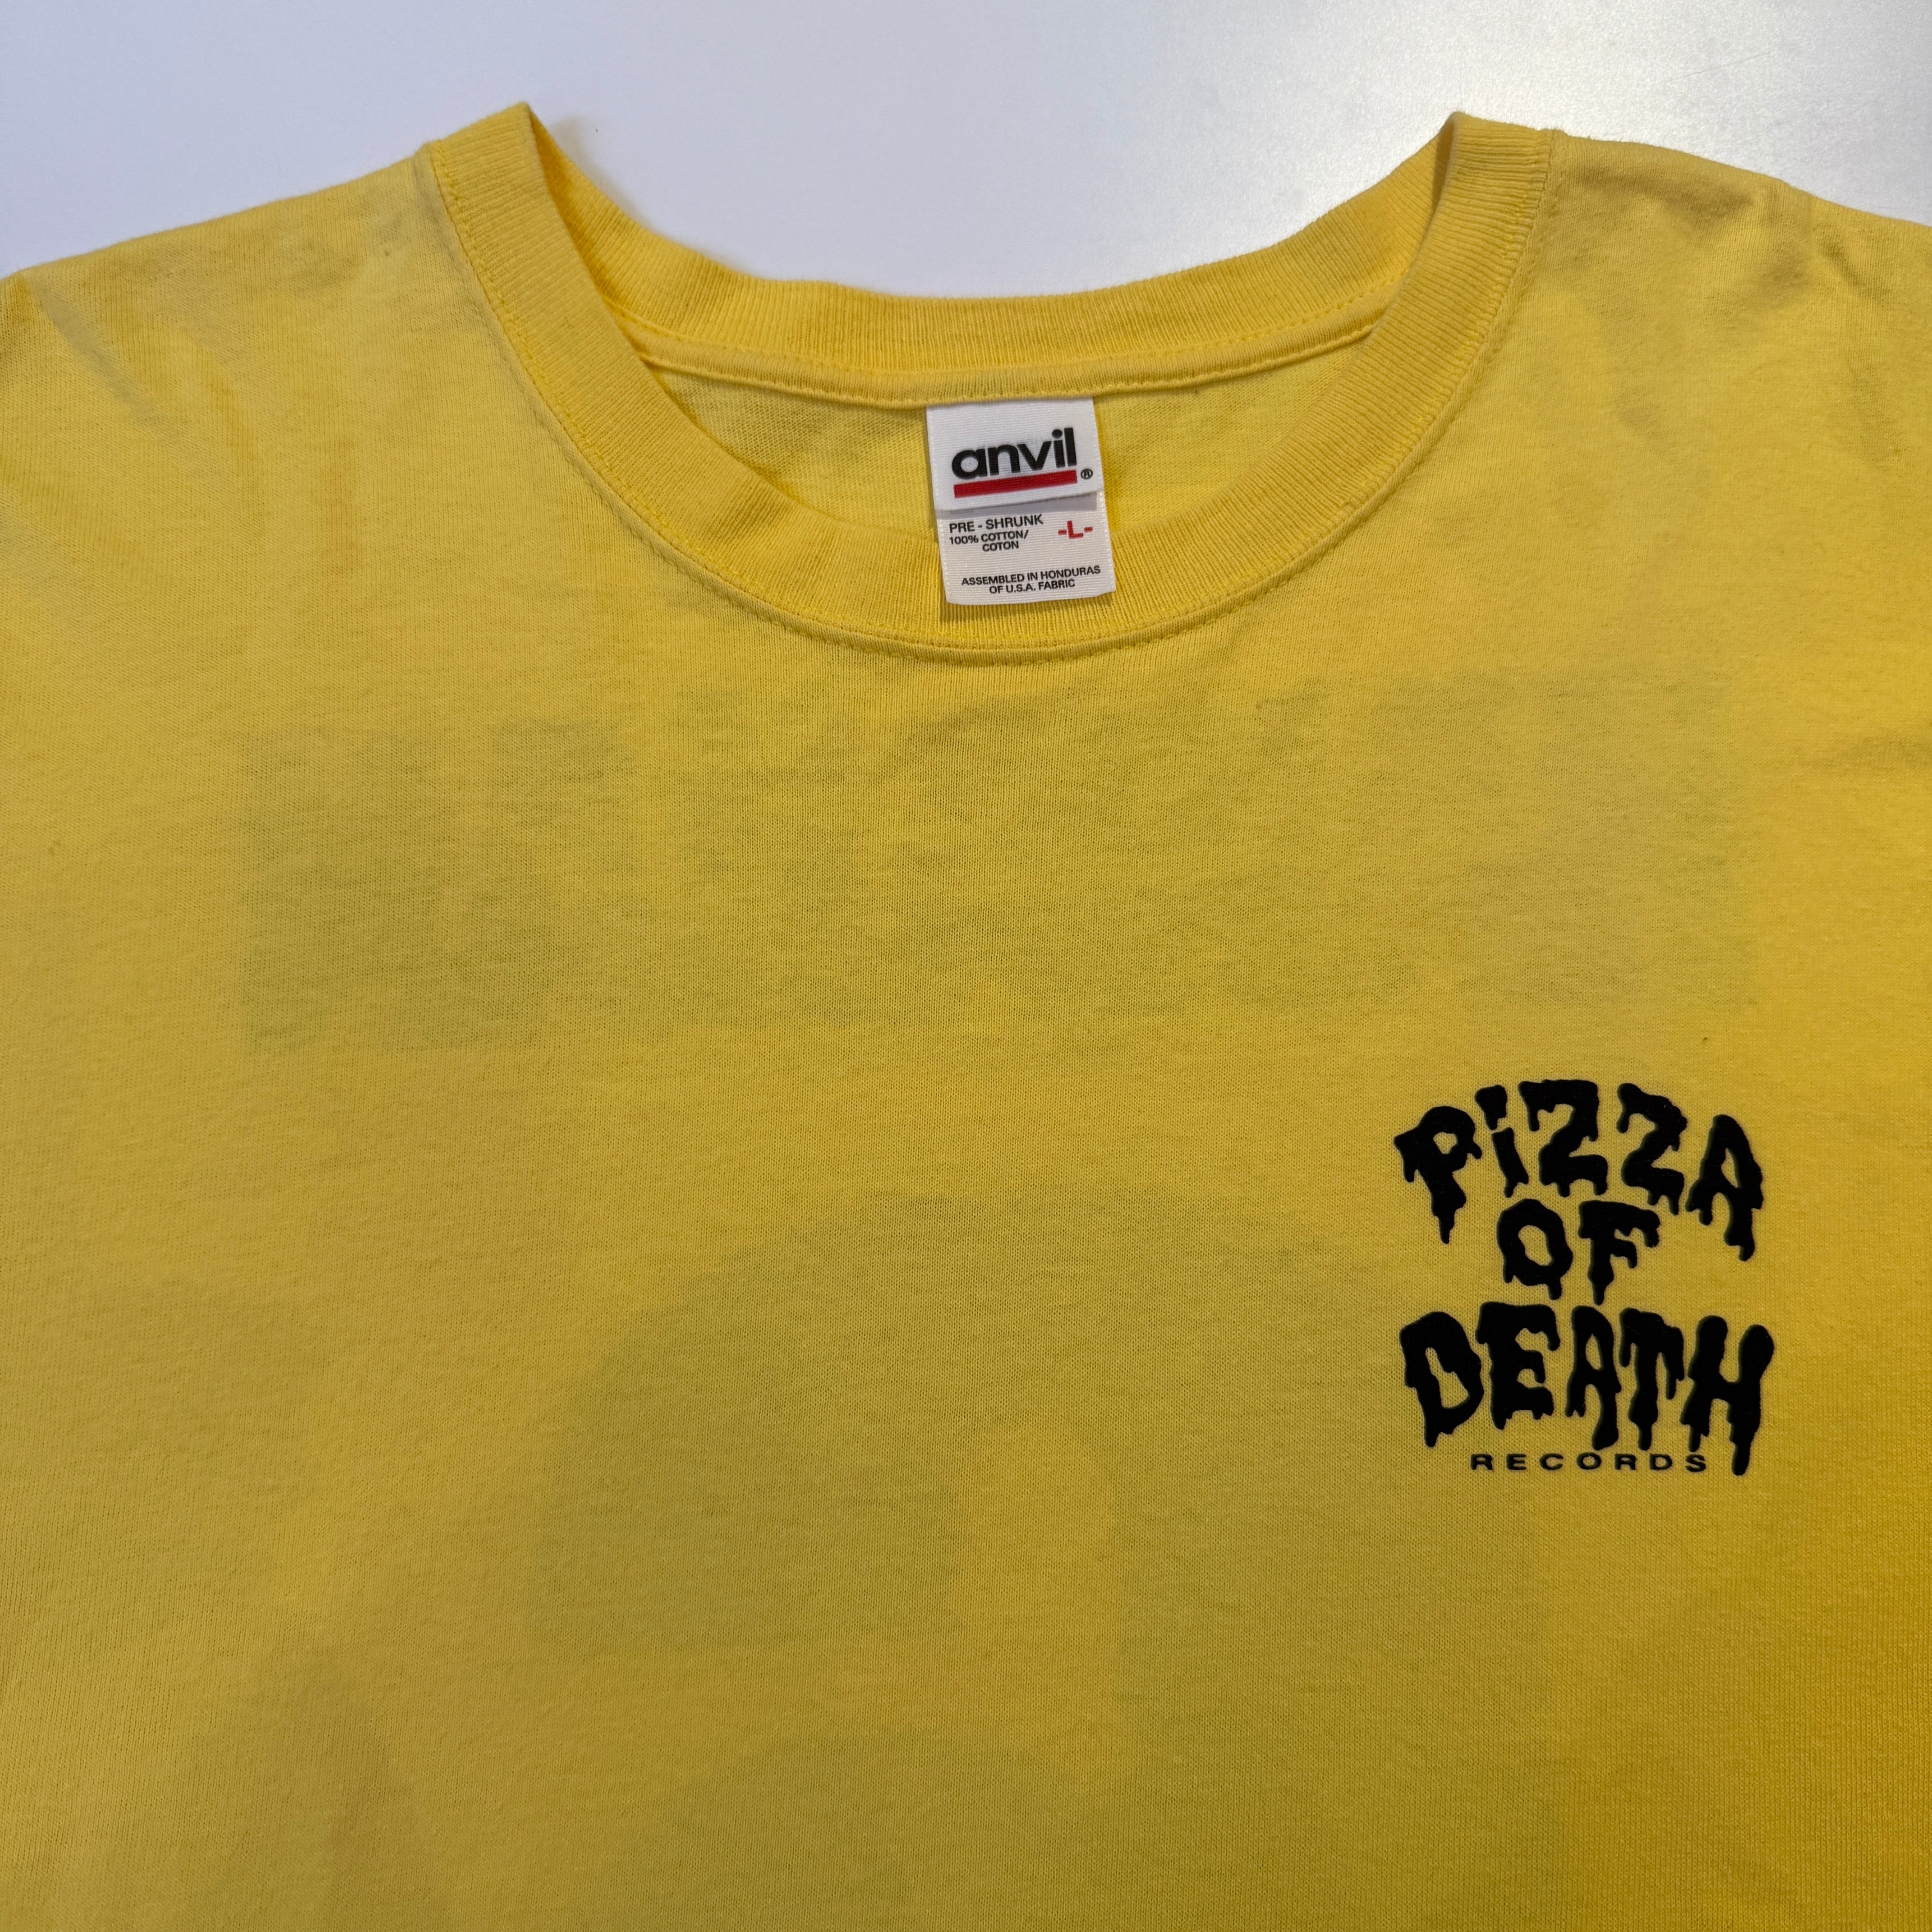 anvil®
PRE-SHRUNK
100% COTTON/
COTON
-L-
ASSEMBLED IN HONDURAS
OF U.S.A. FABRIC
PiZZA
OF
DEATH
RECORDS